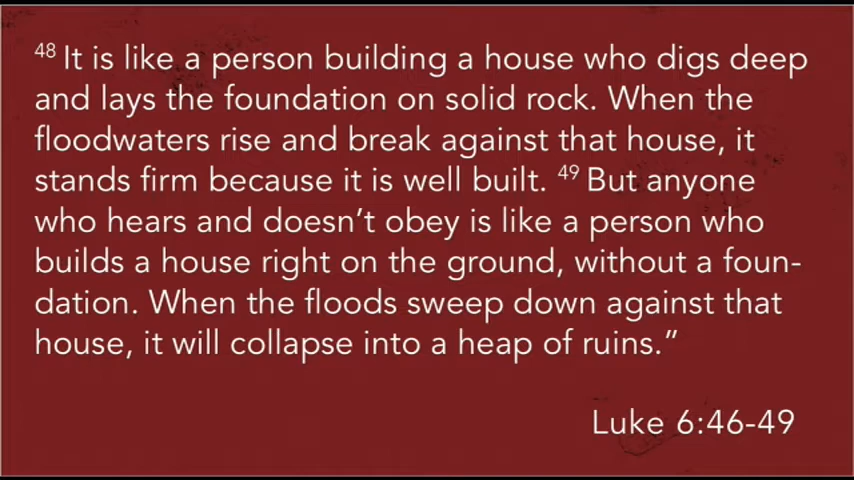 48 It is like a person building a house who digs deep
and lays the foundation on solid rock. When the
floodwaters rise and break against that house, it
stands firm because it is well built. 49 But anyone
who hears and doesn’t obey is like a person who
builds a house right on the ground, without a foun-
dation. When the floods sweep down against that
house, it will collapse into a heap of ruins.”
Luke 6:46-49